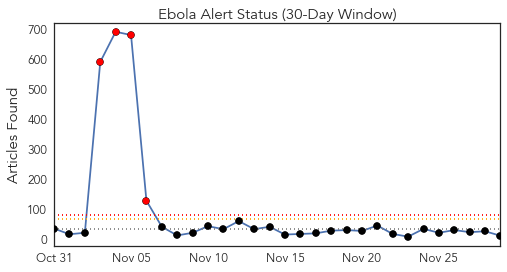 Ebola Alert Status (30-Day Window)
Articles Found
700
600
500
400
300
200
100
0
Oct 31
Nov 05
Nov 10
Nov 15
Nov 20
Nov 25